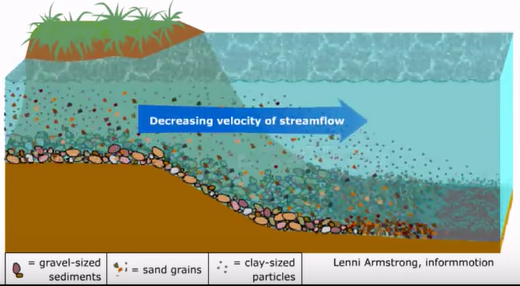 Decreasing velocity of streamflow
= gravel-sized sediments
= sand grains
= clay-sized particles
Lenni Armstrong, informmotion